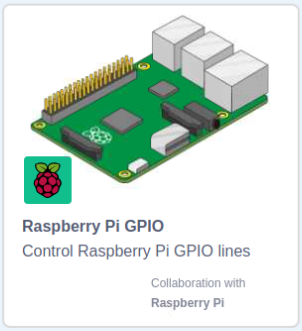 Raspberry Pi GPIO
Control Raspberry Pi GPIO lines
Collaboration with
Raspberry Pi